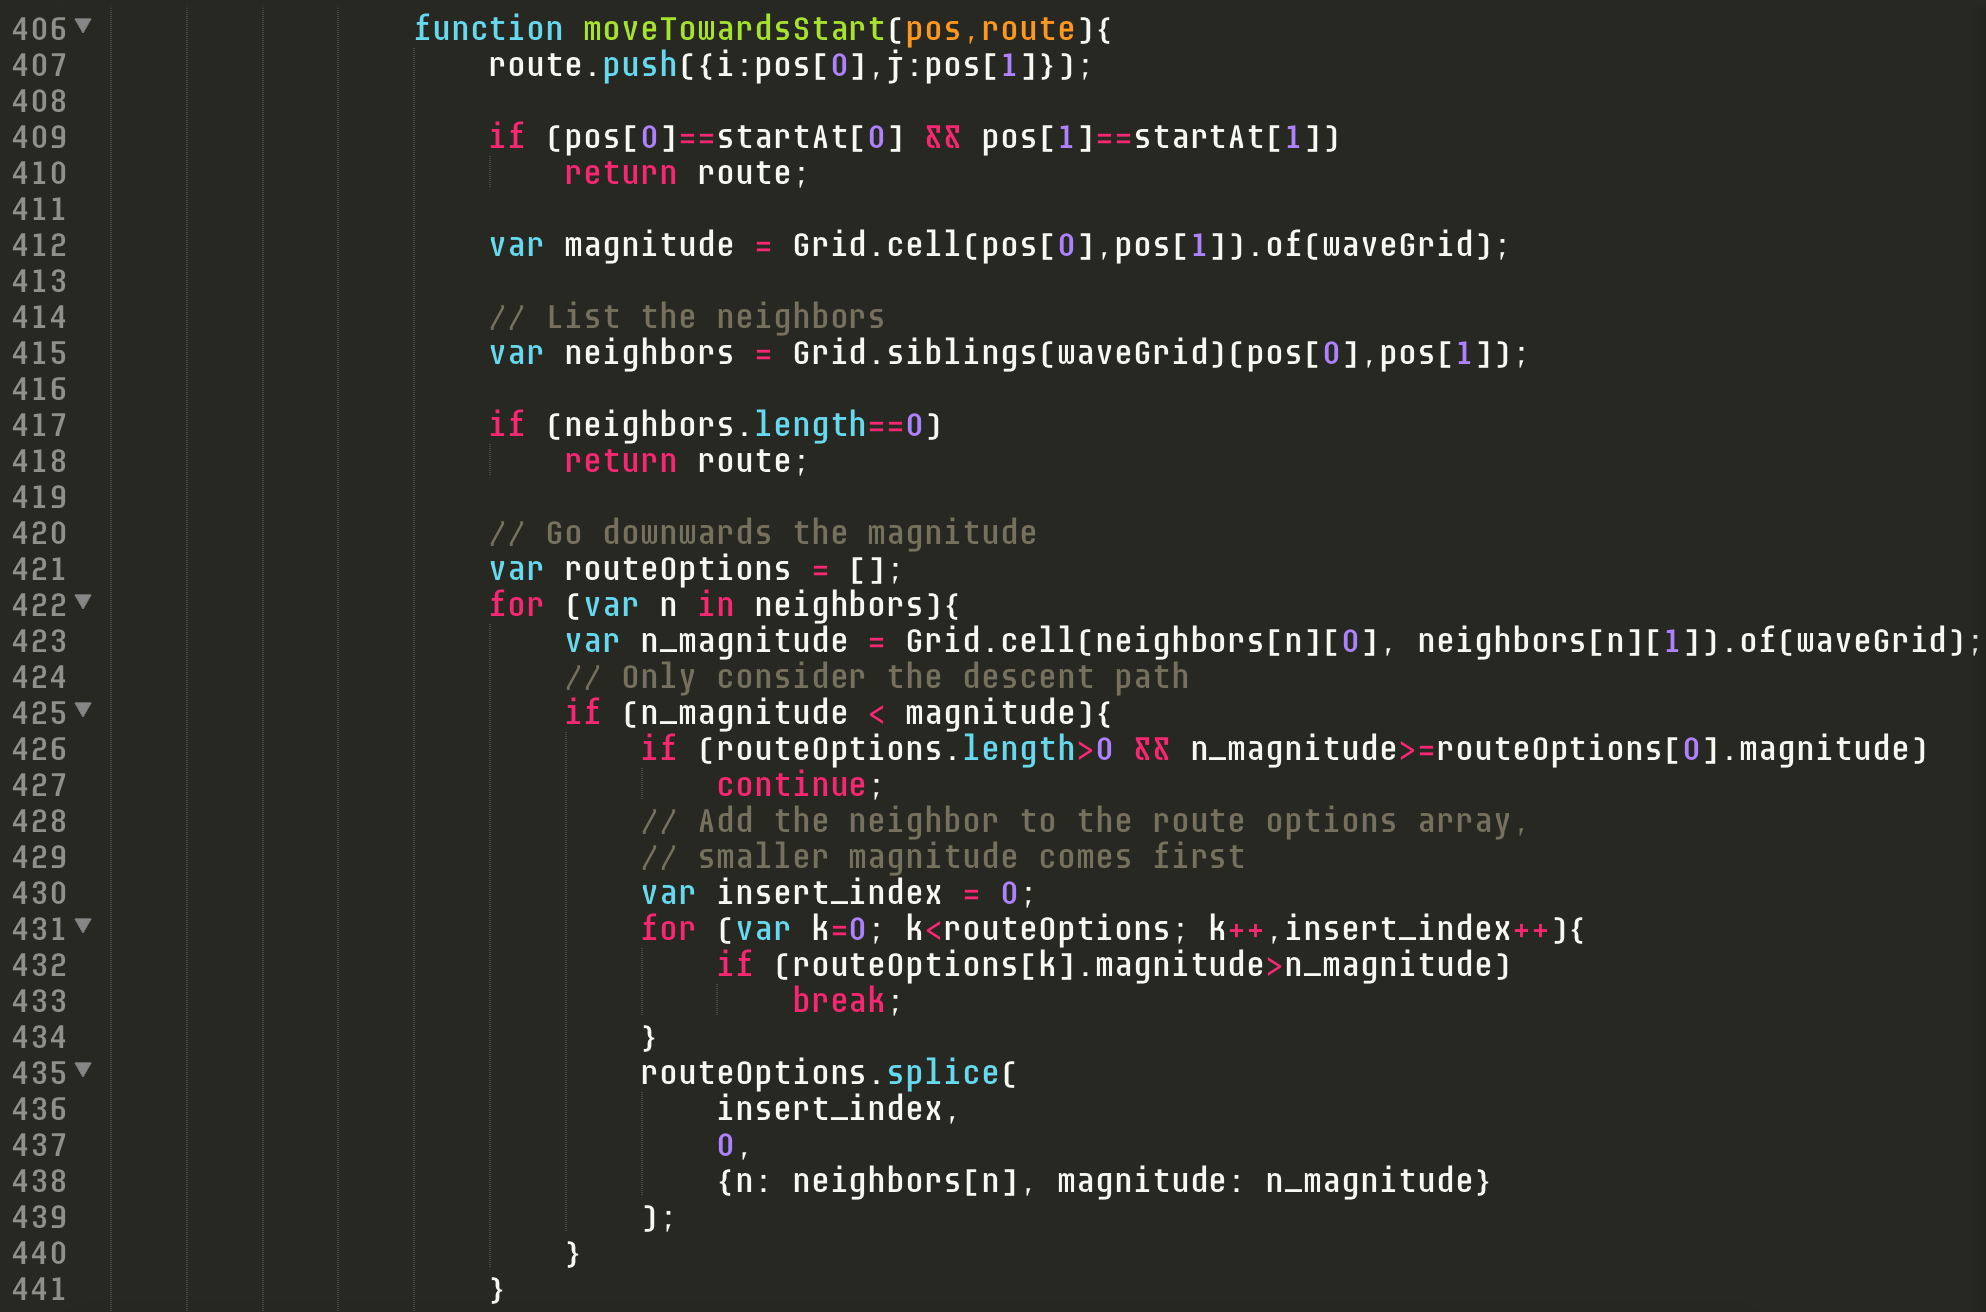 406 function moveTowardsStart(pos,route){
407 route.push({i:pos[0],j:pos[1]});
408
409 if (pos[0]==startAt[0] && pos[1]==startAt[1])
410 return route;
411
412 var magnitude = Grid.cell(pos[0],pos[1]).of(waveGrid);
413
414 // List the neighbors
415 var neighbors = Grid.siblings(waveGrid)(pos[0],pos[1]);
416
417 if (neighbors.length==0)
418 return route;
419
420 // Go downwards the magnitude
421 var routeOptions = [];
422 for (var n in neighbors){
423 var n_magnitude = Grid.cell(neighbors[n][0], neighbors[n][1]).of(waveGrid);
424 // Only consider the descent path
425 if (n_magnitude < magnitude){
426 if (routeOptions.length>0 && n_magnitude>=routeOptions[0].magnitude)
427 continue;
428 // Add the neighbor to the route options array,
429 // smaller magnitude comes first
430 var insert_index = 0;
431 for (var k=0; k<routeOptions; k++,insert_index++){
432 if (routeOptions[k].magnitude>n_magnitude)
433 break;
434 }
435 routeOptions.splice(
436 insert_index,
437 0,
438 {n: neighbors[n], magnitude: n_magnitude}
439 );
440 }
441 }